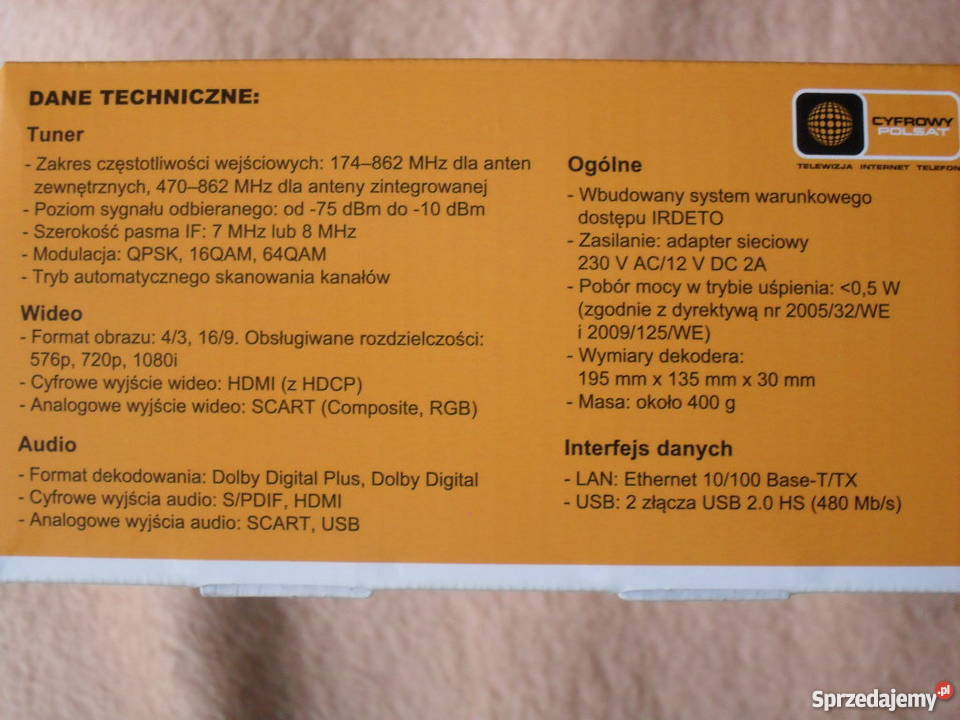 DANE TECHNICZNE:
Tuner
- Zakres częstotliwości wejściowych: 174–862 MHz dla anten
zewnętrznych, 470–862 MHz dla anteny zintegrowanej
- Poziom sygnału odbieranego: od -75 dBm do -10 dBm
- Szerokość pasma IF: 7 MHz lub 8 MHz
- Modulacja: QPSK, 16QAM, 64QAM
- Tryb automatycznego skanowania kanałów
Wideo
- Format obrazu: 4/3, 16/9. Obsługiwane rozdzielczości:
576p, 720p, 1080i
- Cyfrowe wyjście wideo: HDMI (z HDCP)
- Analogowe wyjście wideo: SCART (Composite, RGB)
Audio
- Format dekodowania: Dolby Digital Plus, Dolby Digital
- Cyfrowe wyjścia audio: S/PDIF, HDMI
- Analogowe wyjścia audio: SCART, USB
CYFROWY
POLSAT
TELEWIZJA INTERNET TELEFON
Ogólne
- Wbudowany system warunkowego
dostępu IRDETO
- Zasilanie: adapter sieciowy
230 V AC/12 V DC 2A
- Pobór mocy w trybie uśpienia: <0,5 W
(zgodnie z dyrektywą nr 2005/32/WE
i 2009/125/WE)
- Wymiary dekodera:
195 mm x 135 mm x 30 mm
- Masa: około 400 g
Interfejs danych
- LAN: Ethernet 10/100 Base-T/TX
- USB: 2 złącza USB 2.0 HS (480 Mb/s)
Sprzedajemy.pl